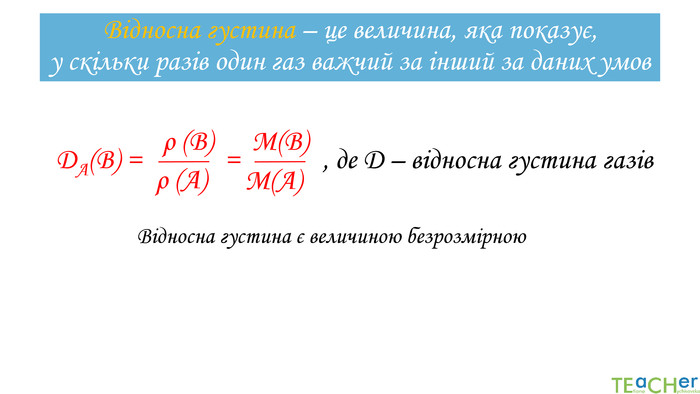 Відносна густина – це величина, яка показує,
у скільки разів один газ важчий за інший за даних умов
D_A(B) = ρ (B) / ρ (A) = M(B) / M(A) , де D – відносна густина газів
Відносна густина є величиною безрозмірною
TEaCHer